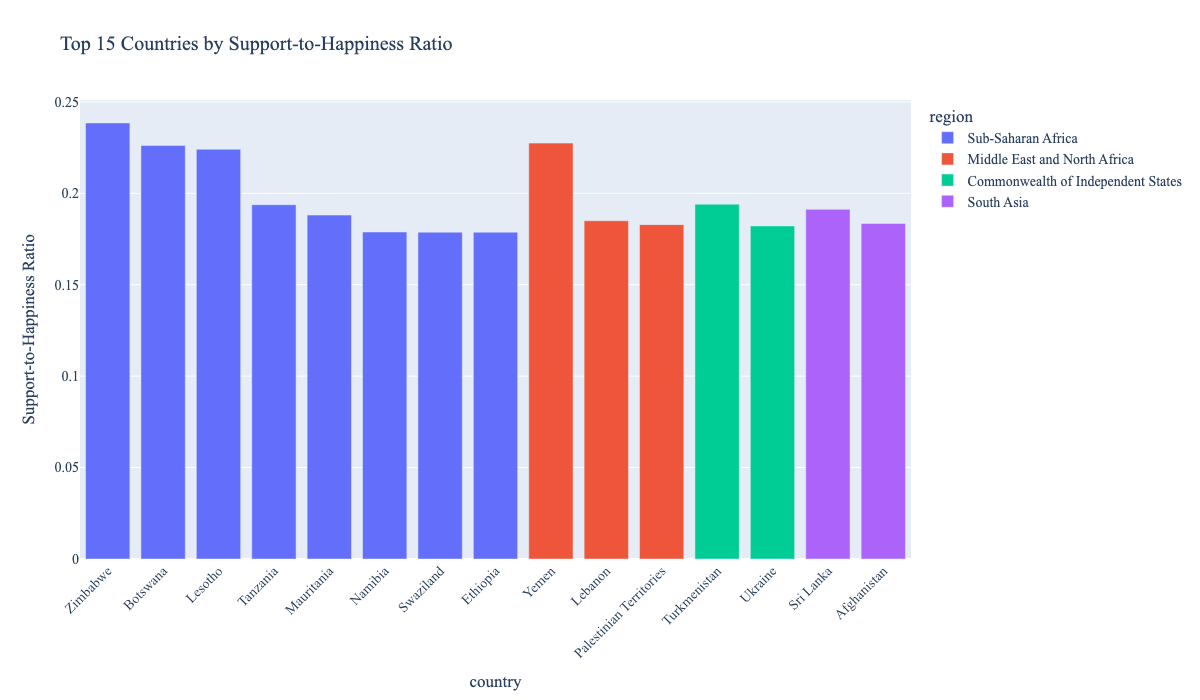 Top 15 Countries by Support-to-Happiness Ratio
0.25
0.2
0.15
0.1
0.05
0
Support-to-Happiness Ratio
Zimbabwe
Botswana
Lesotho
Tanzania
Mauritania
Namibia
Swaziland
Ethiopia
Yemen
Lebanon
Palestinian Territories
Turkmenistan
Ukraine
Sri Lanka
Afghanistan
country
region
Sub-Saharan Africa
Middle East and North Africa
Commonwealth of Independent States
South Asia